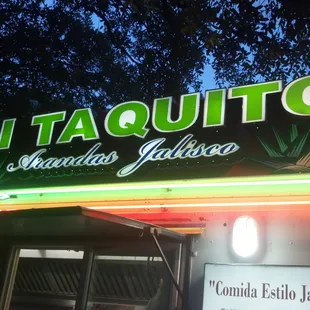 I TAQUITO
Arandas Jalisco
"Comida Estilo Ja